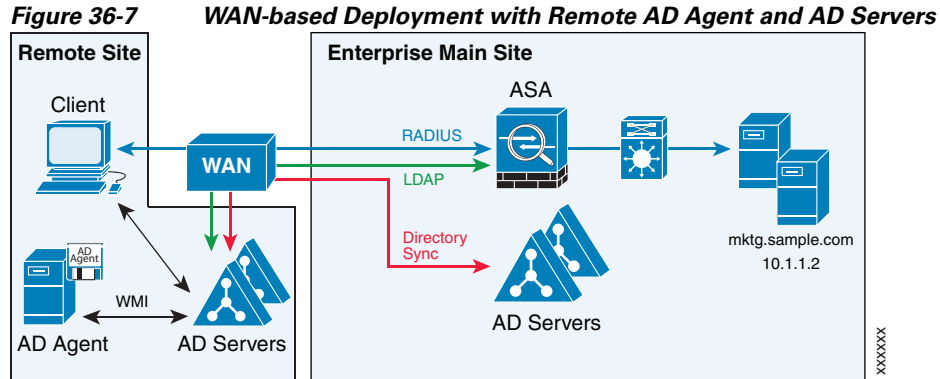 Figure 36-7 WAN-based Deployment with Remote AD Agent and AD Servers
Remote Site
Enterprise Main Site
Client
ASA
WAN
RADIUS
LDAP
Directory
Sync
mktg.sample.com
10.1.1.2
AD
Agent
WMI
AD Agent
AD Servers
AD Servers
xxxxxx